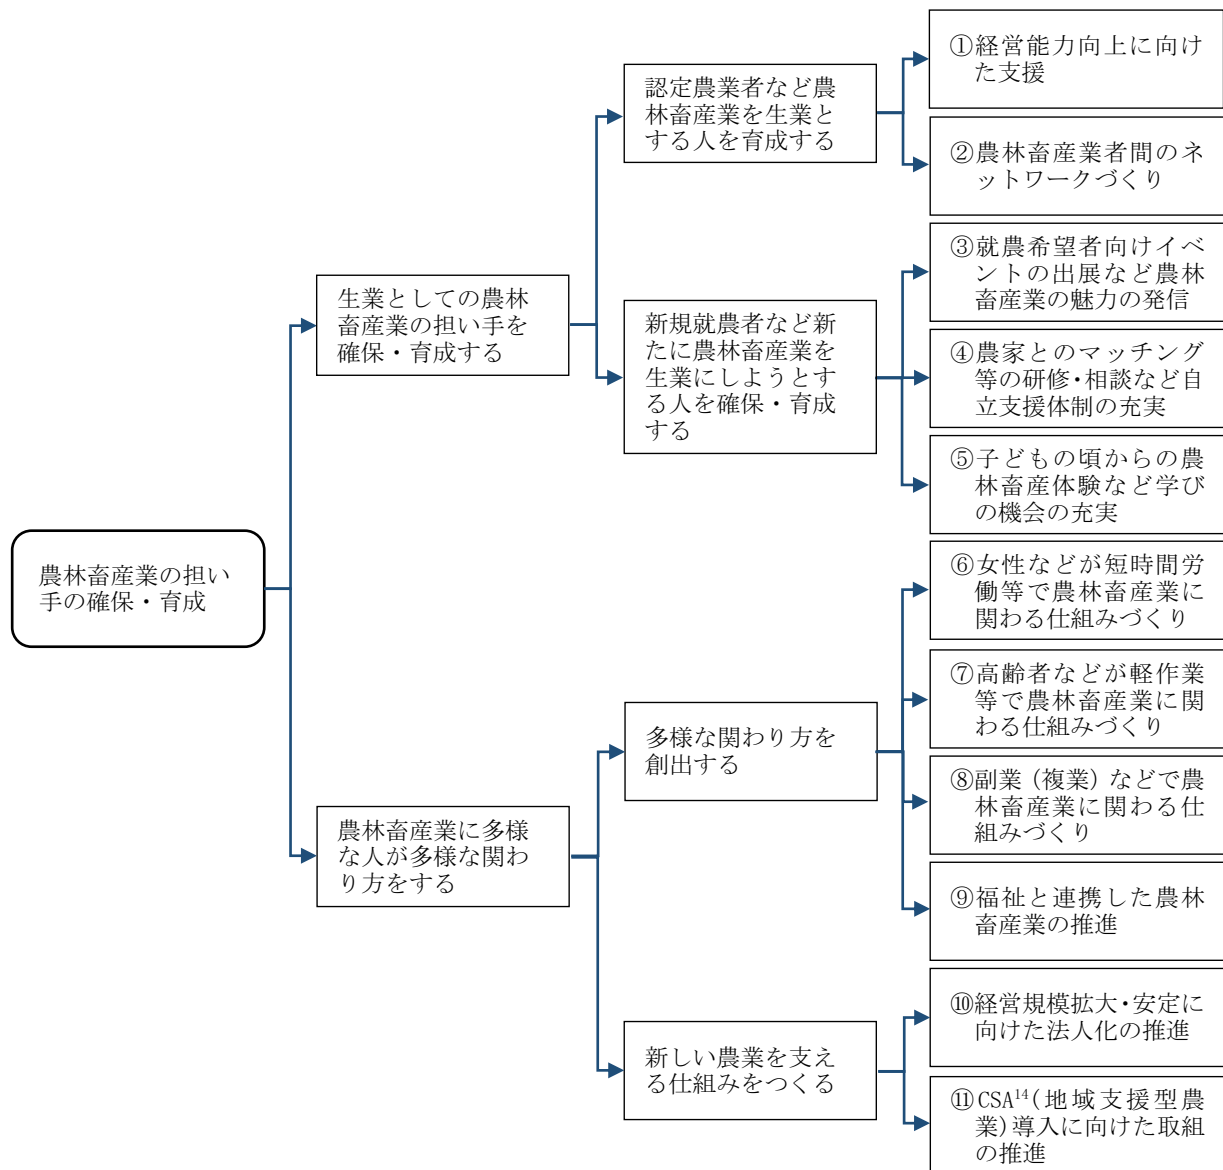 農林畜産業の担い
手の確保・育成
生業としての農林
畜産業の担い手を
確保・育成する
認定農業者など農
林畜産業を生業と
する人を育成する
①経営能力向上に向け
た支援
②農林畜産業者間のネ
ットワークづくり
新規就農者など新
たに農林畜産業を
生業にしようとす
る人を確保・育成
する
③就農希望者向けイベ
ントの出展など農林
畜産業の魅力の発信
④農家とのマッチング
等の研修・相談など自
立支援体制の充実
⑤子どもの頃からの農
林畜産体験など学び
の機会の充実
農林畜産業に多様
な人が多様な関わ
り方をする
多様な関わり方を
創出する
⑥女性などが短時間労
働等で農林畜産業に
関わる仕組みづくり
⑦高齢者などが軽作業
等で農林畜産業に関
わる仕組みづくり
⑧副業（複業）などで農
林畜産業に関わる仕
組みづくり
⑨福祉と連携した農林
畜産業の推進
新しい農業を支え
る仕組みをつくる
⑩経営規模拡大・安定に
向けた法人化の推進
⑪CSA¹⁴(地域支援型農
業)導入に向けた取組
の推進